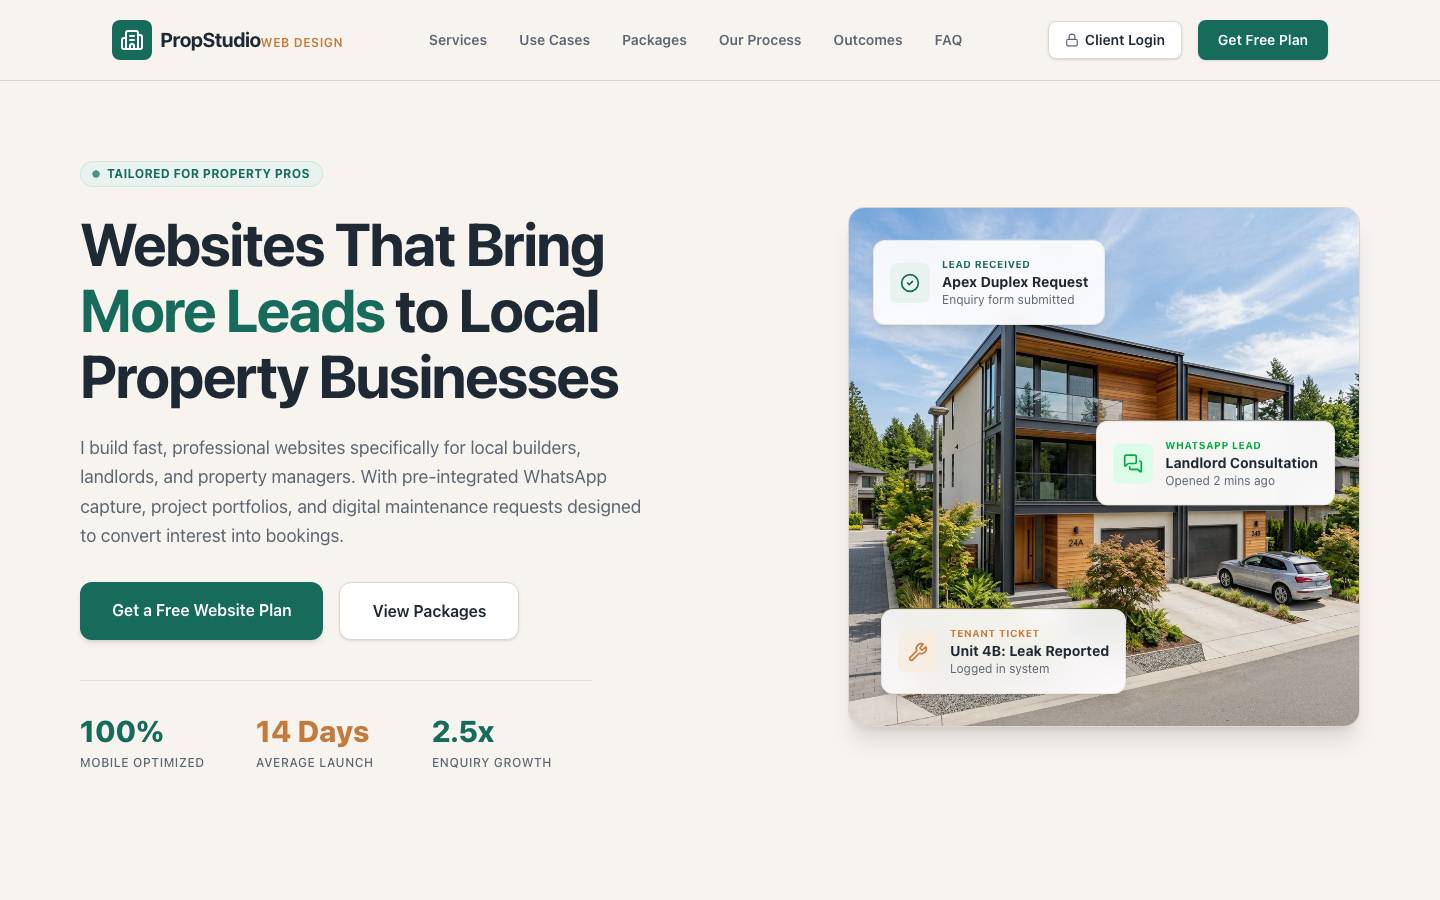 PropStudio WEB DESIGN
Services
Use Cases
Packages
Our Process
Outcomes
FAQ
Client Login
Get Free Plan
TAILORED FOR PROPERTY PROS
Websites That Bring
More Leads to Local
Property Businesses
I build fast, professional websites specifically for local builders,
landlords, and property managers. With pre-integrated WhatsApp
capture, project portfolios, and digital maintenance requests designed
to convert interest into bookings.
Get a Free Website Plan
View Packages
100%
MOBILE OPTIMIZED
14 Days
AVERAGE LAUNCH
2.5x
ENQUIRY GROWTH
LEAD RECEIVED
Apex Duplex Request
Enquiry form submitted
WHATSAPP LEAD
Landlord Consultation
Opened 2 mins ago
24A
TENANT TICKET
Unit 4B: Leak Reported
Logged in system